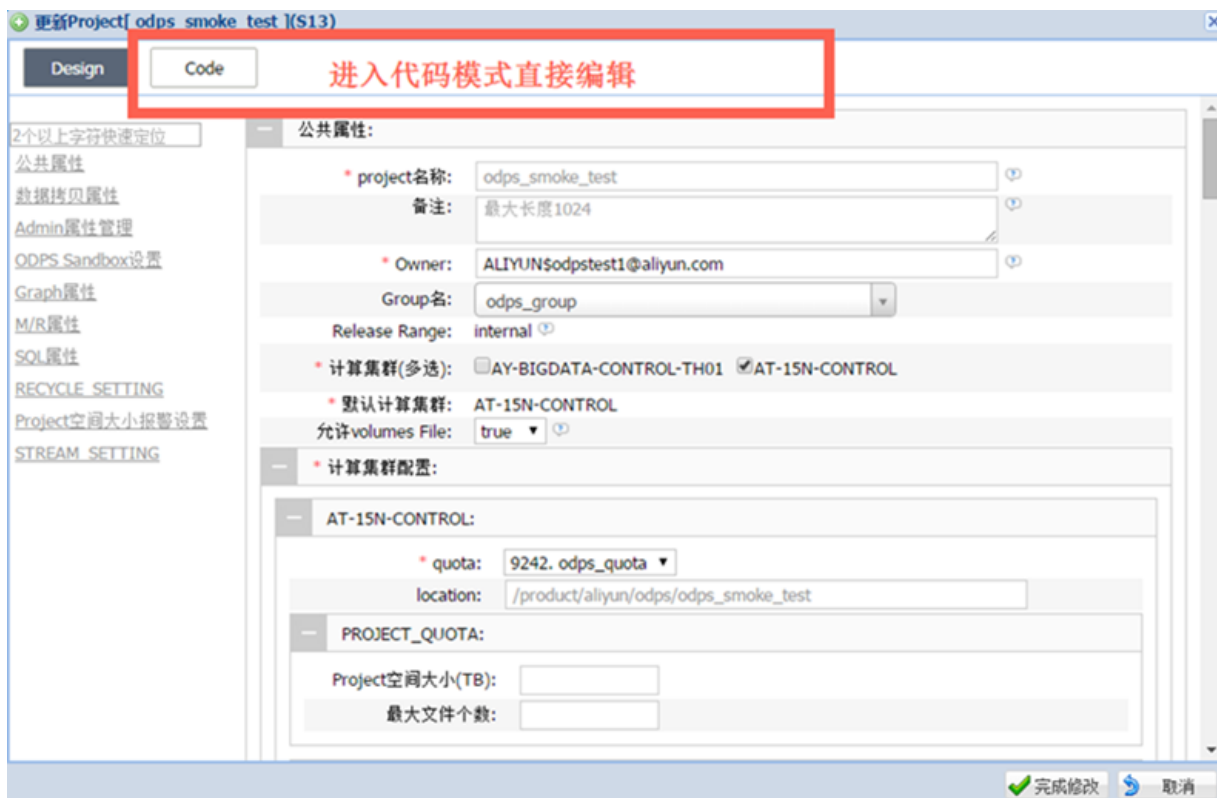 更新Project[ odps_smoke_test ](S13)
Design
Code
进入代码模式直接编辑
2个以上字符快速定位
公共属性
数据拷贝属性
Admin属性管理
ODPS Sandbox设置
Graph属性
M/R属性
SQL属性
RECYCLE_SETTING
Project空间大小报警设置
STREAM_SETTING
公共属性:
* project名称: odps_smoke_test
备注: 最大长度1024
* Owner: ALIYUN$odpstest1@aliyun.com
Group名: odps_group
Release Range: internal
* 计算集群(多选): AY-BIGDATA-CONTROL-TH01 AT-15N-CONTROL
* 默认计算集群: AT-15N-CONTROL
允许volumes File: true
* 计算集群配置:
AT-15N-CONTROL:
* quota: 9242. odps_quota
location: /product/aliyun/odps/odps_smoke_test
PROJECT_QUOTA:
Project空间大小(TB):
最大文件个数:
完成修改 取消